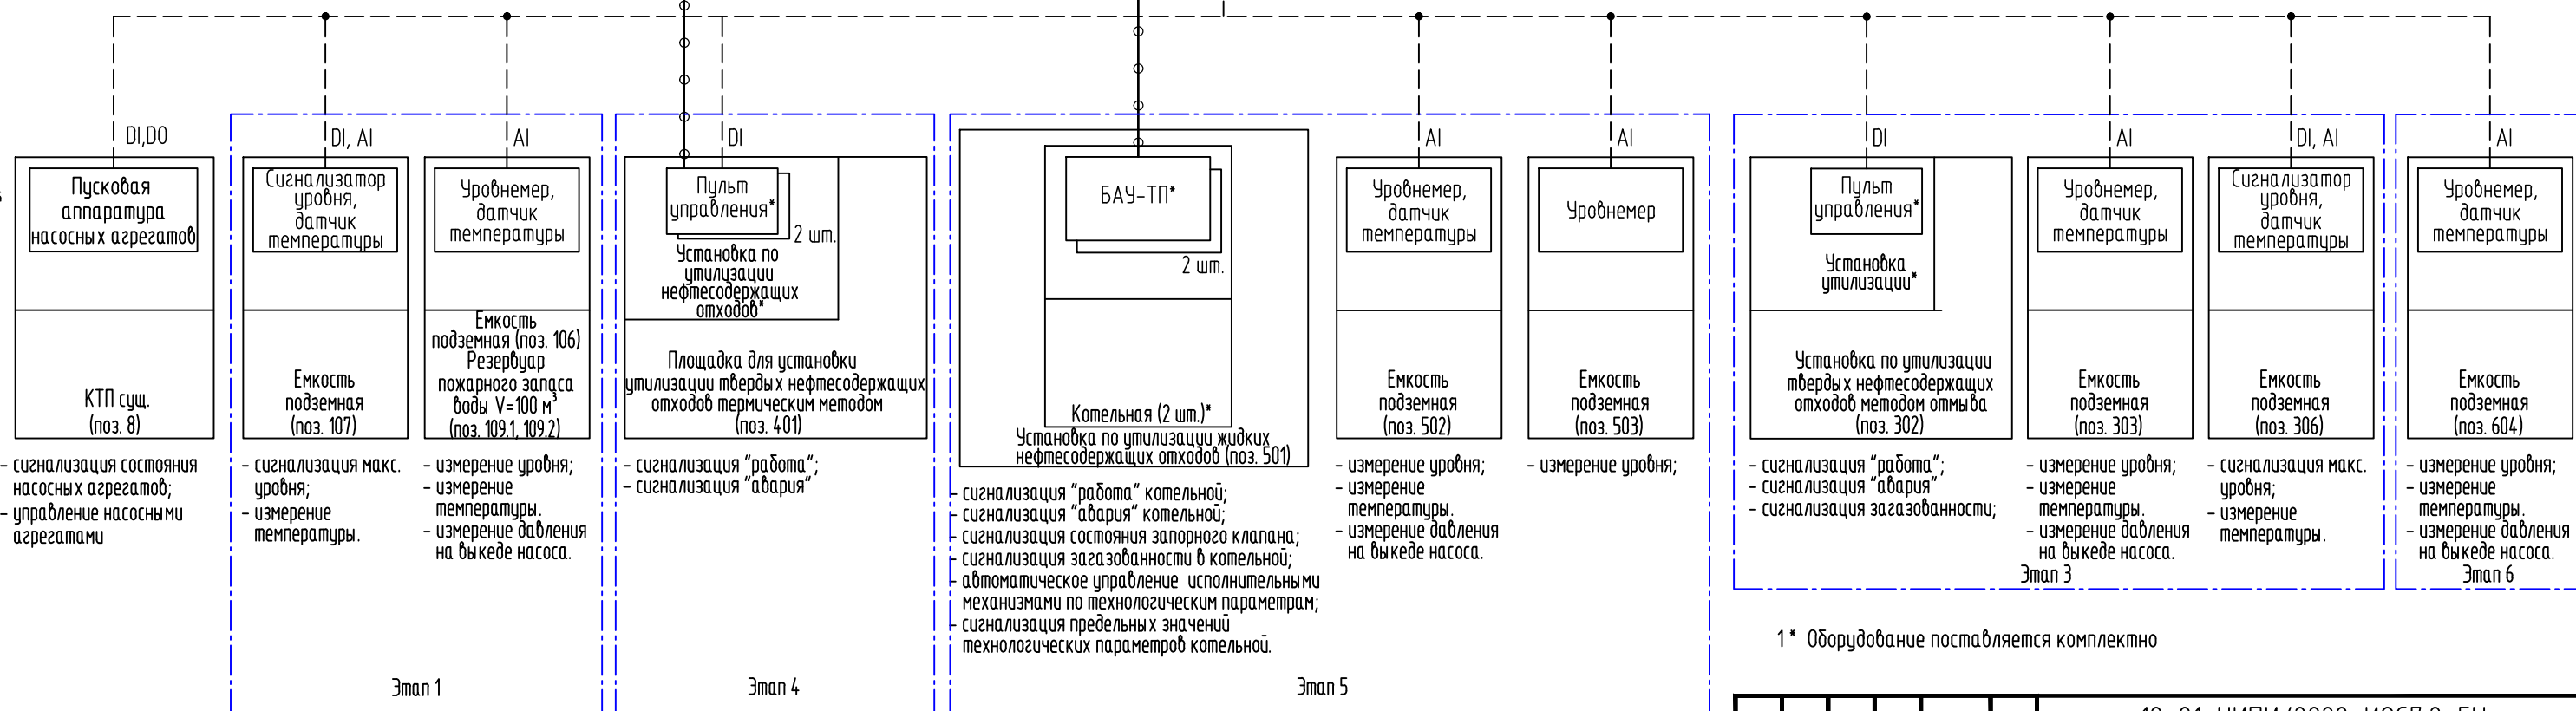 DI,DO
Пусковая
аппаратура
насосных агрегатов
КТП сущ.
(поз. 8)
- сигнализация состояния
насосных агрегатов;
- управление насосными
агрегатами
DI, AI
Сигнализатор
уровня,
датчик
температуры
Емкость
подземная
(поз. 107)
- сигнализация макс.
уровня;
- измерение
температуры.
AI
Уровнемер,
датчик
температуры
Емкость
подземная (поз. 106)
Резервуар
пожарного запаса
воды V=100 м³
(поз. 109.1, 109.2)
- измерение уровня;
- измерение
температуры.
- измерение давления
на выкеде насоса.
Этап 1
DI
Пульт
управления*
2 шт.
Установка по
утилизации
нефтесодержащих
отходов*
Площадка для установки
утилизации твердых нефтесодержащих
отходов термическим методом
(поз. 401)
- сигнализация "работа";
- сигнализация "авария"
Этап 4
БАУ-ТП*
2 шт.
Котельная (2 шт.)*
Установка по утилизации жидких
нефтесодержащих отходов (поз. 501)
- сигнализация "работа" котельной;
- сигнализация "авария" котельной;
- сигнализация состояния запорного клапана;
- сигнализация загазованности в котельной;
- автоматическое управление исполнительными
механизмами по технологическим параметрам;
- сигнализация предельных значений
технологических параметров котельной.
AI
Уровнемер,
датчик
температуры
Емкость
подземная
(поз. 502)
- измерение уровня;
- измерение
температуры.
- измерение давления
на выкеде насоса.
AI
Уровнемер
Емкость
подземная
(поз. 503)
- измерение уровня;
Этап 5
DI
Пульт
управления*
Установка
утилизации*
Установка по утилизации
твердых нефтесодержащих
отходов методом отмыва
(поз. 302)
- сигнализация "работа";
- сигнализация "авария"
- сигнализация загазованности;
AI
Уровнемер,
датчик
температуры
Емкость
подземная
(поз. 303)
- измерение уровня;
- измерение
температуры.
- измерение давления
на выкеде насоса.
DI, AI
Сигнализатор
уровня,
датчик
температуры
Емкость
подземная
(поз. 306)
- сигнализация макс.
уровня;
- измерение
температуры.
Этап 3
AI
Уровнемер,
датчик
температуры
Емкость
подземная
(поз. 604)
- измерение уровня;
- измерение
температуры.
- измерение давления
на выкеде насоса.
Этап 6
1* Оборудование поставляется комплектно